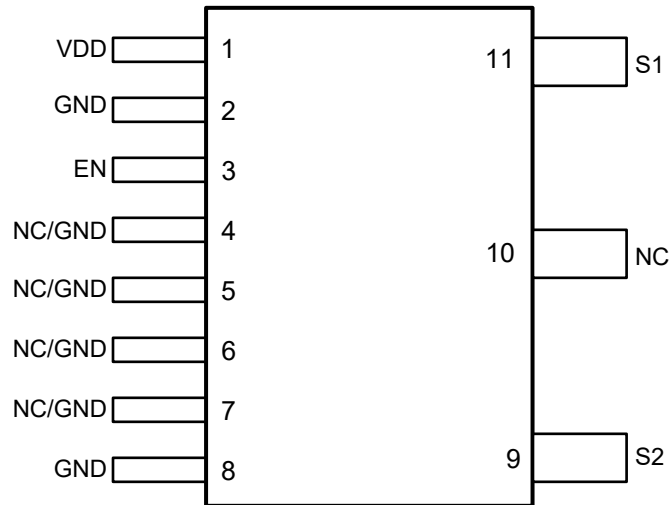 VDD 1 11 S1
GND 2
EN 3
NC/GND 4 10 NC
NC/GND 5
NC/GND 6
NC/GND 7
GND 8 9 S2